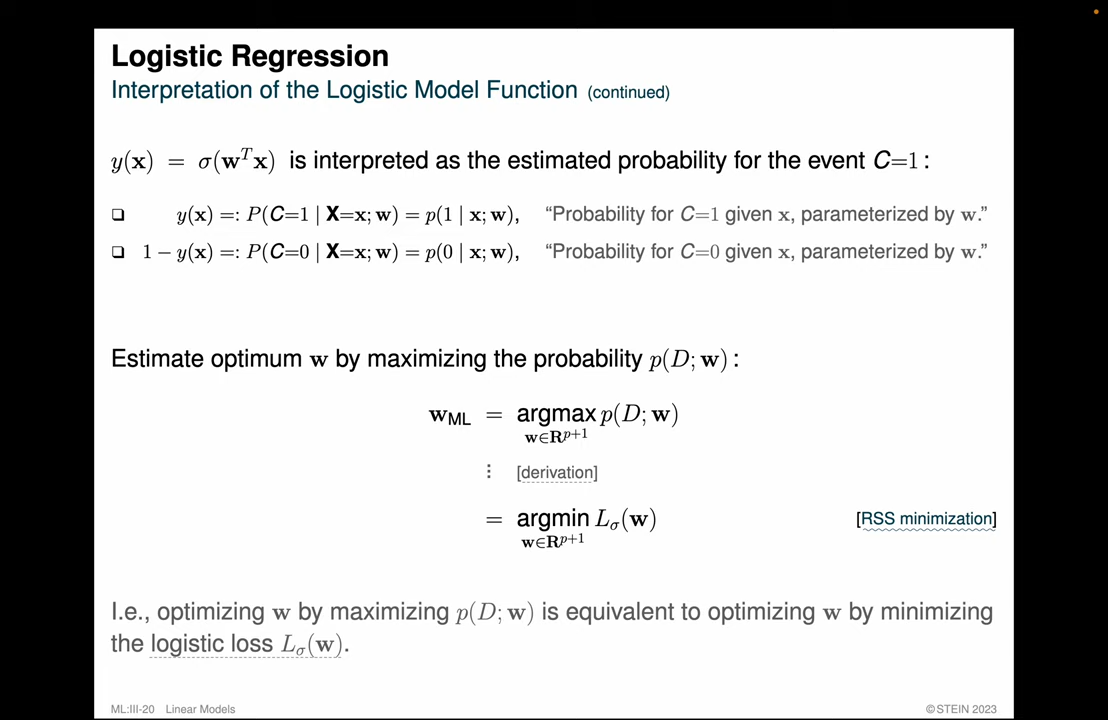 Logistic Regression
Interpretation of the Logistic Model Function (continued)
y(x) = σ(wᵀx) is interpreted as the estimated probability for the event C=1 :
❑ y(x) =: P(C=1 | X=x; w) = p(1 | x; w), “Probability for C=1 given x, parameterized by w.”
❑ 1 − y(x) =: P(C=0 | X=x; w) = p(0 | x; w), “Probability for C=0 given x, parameterized by w.”
Estimate optimum w by maximizing the probability p(D; w) :
w_ML = argmax p(D; w)
w∈R^{p+1}
⋮ [derivation]
= argmin L_σ(w) [RSS minimization]
w∈R^{p+1}
I.e., optimizing w by maximizing p(D; w) is equivalent to optimizing w by minimizing
the logistic loss L_σ(w).
ML:III-20 Linear Models ©STEIN 2023